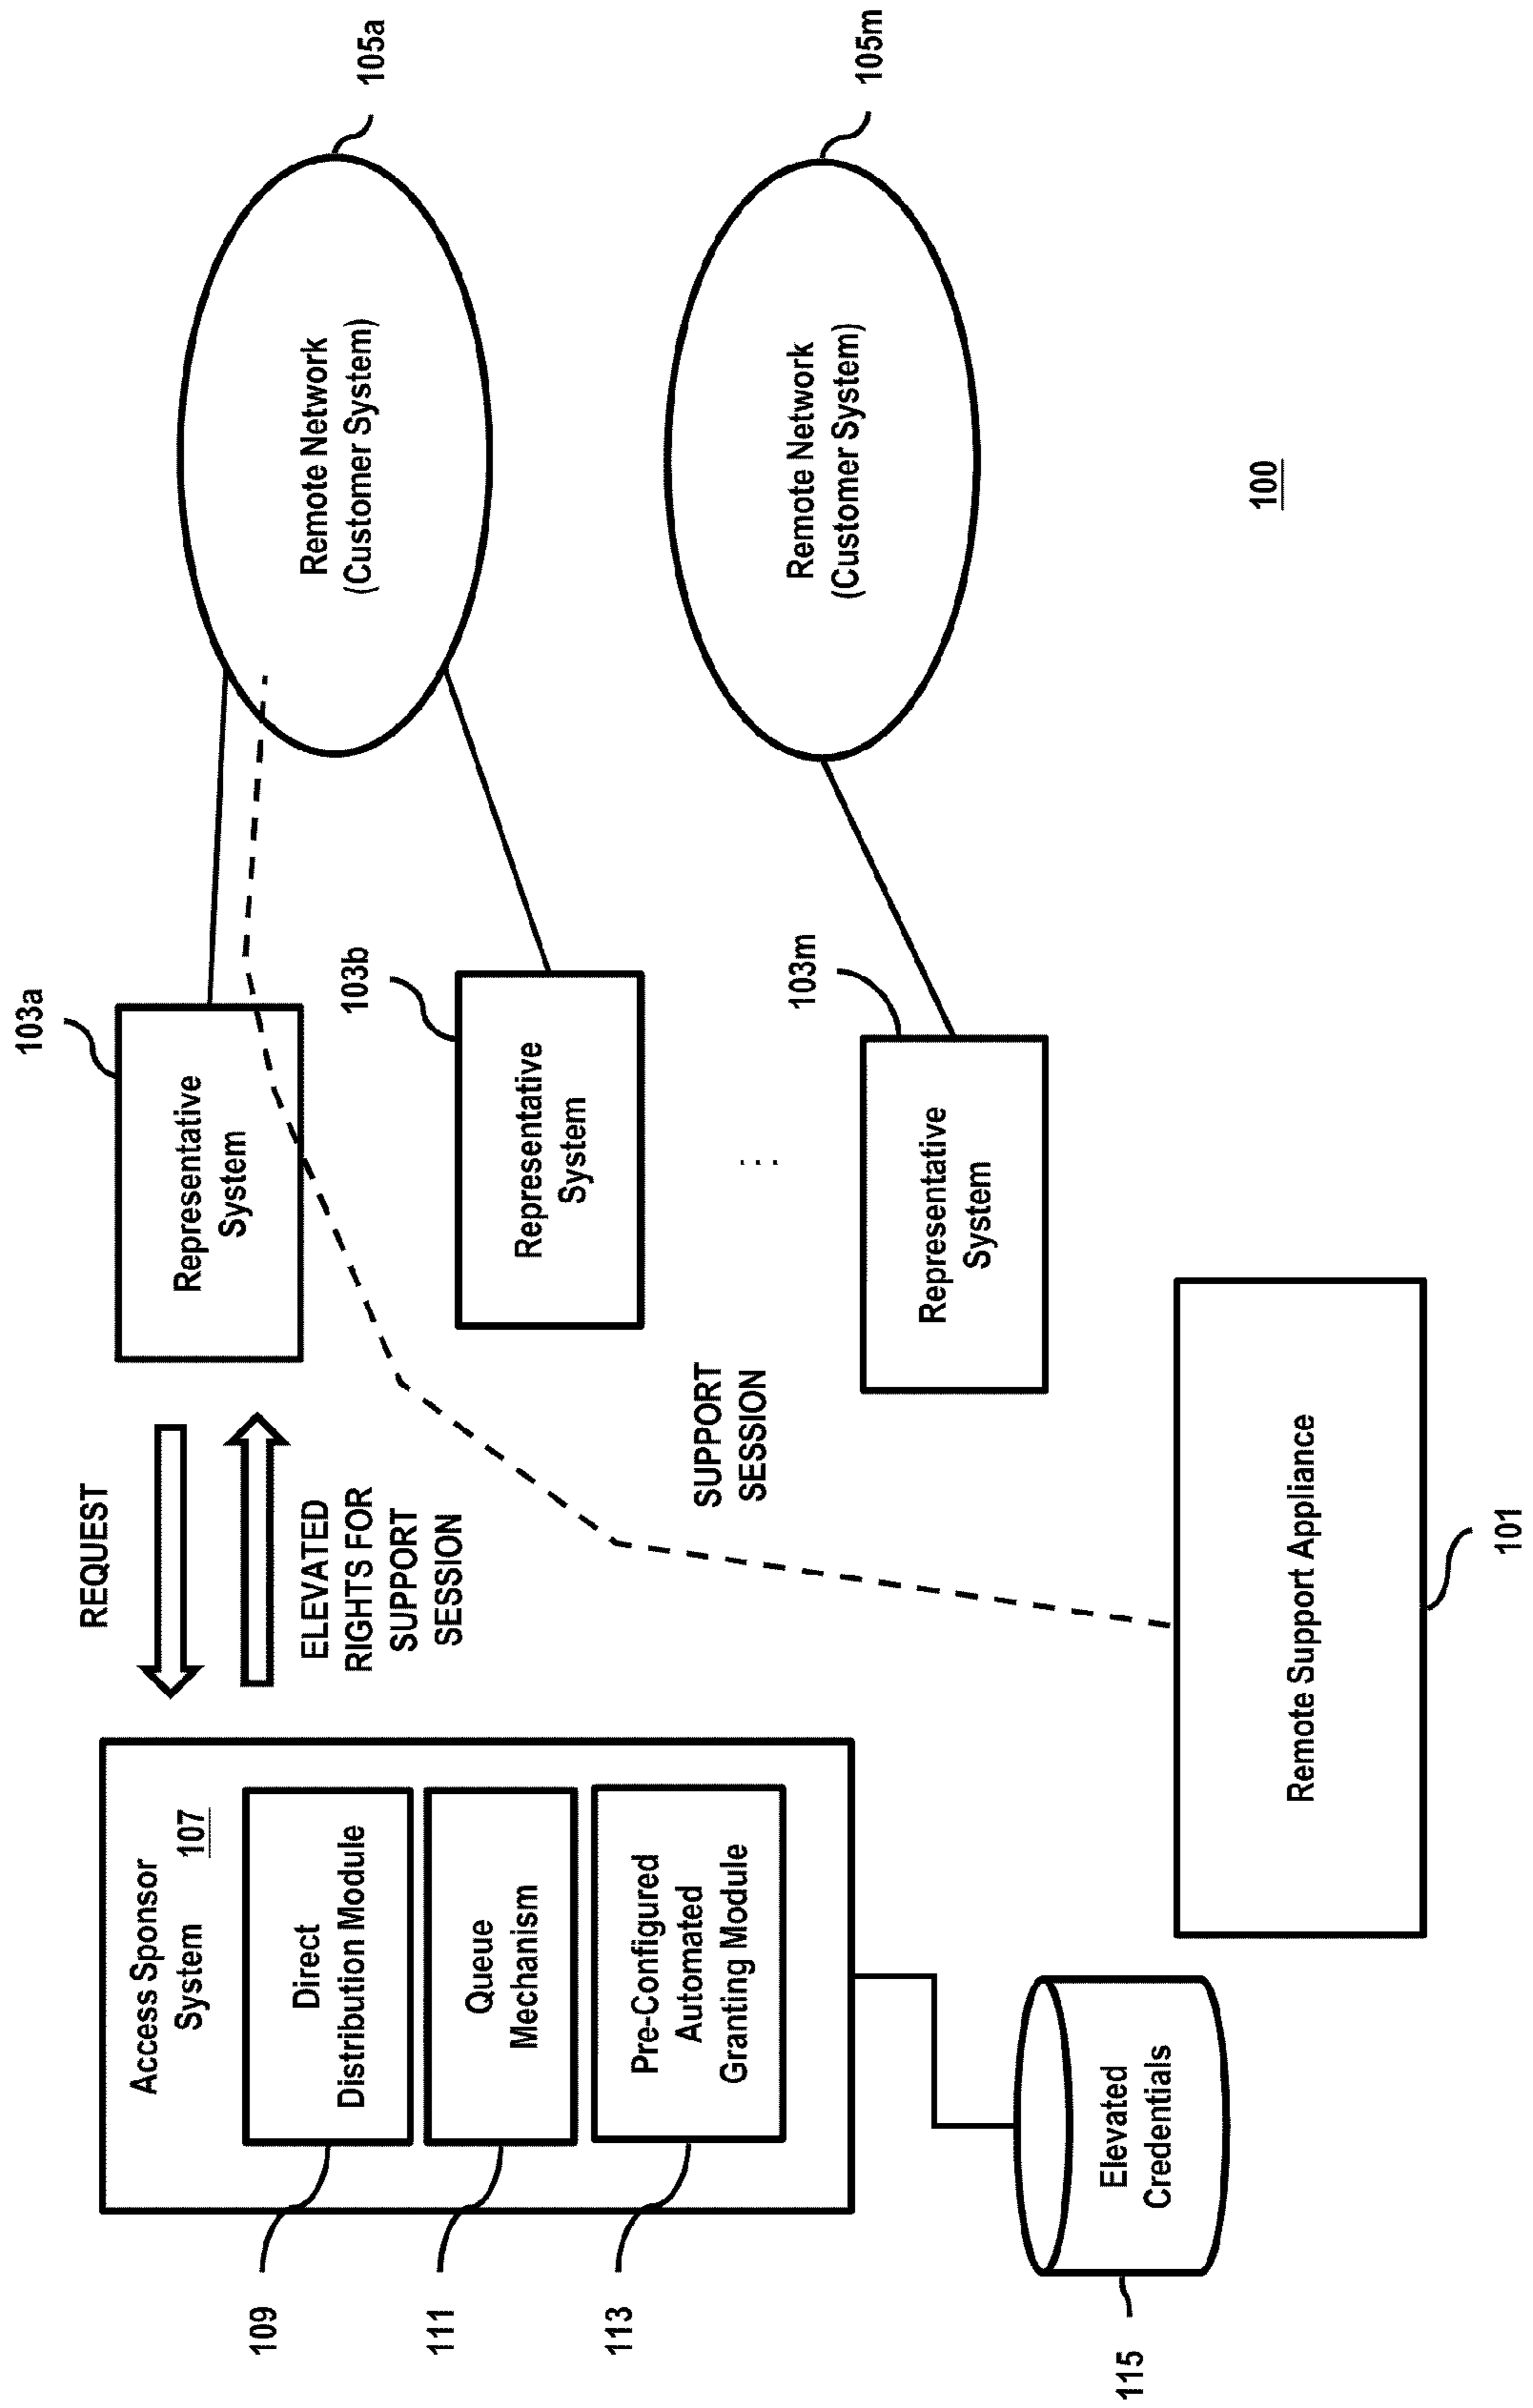 Access Sponsor
System 107
Direct
Distribution Module
Queue
Mechanism
Pre-Configured
Automated
Granting Module
109
111
113
Elevated
Credentials
115
REQUEST
ELEVATED
RIGHTS FOR
SUPPORT
SESSION
103a
Representative
System
103b
Representative
System
...
103m
Representative
System
SUPPORT
SESSION
Remote Support Appliance
101
Remote Network
(Customer System)
105a
Remote Network
(Customer System)
105m
100